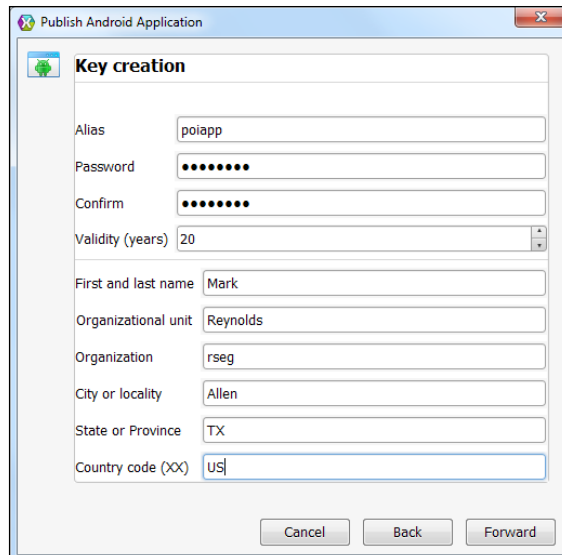 Publish Android Application
Key creation
Alias poiapp
Password ●●●●●●●●
Confirm ●●●●●●●●
Validity (years) 20
First and last name Mark
Organizational unit Reynolds
Organization rseg
City or locality Allen
State or Province TX
Country code (XX) US
Cancel Back Forward